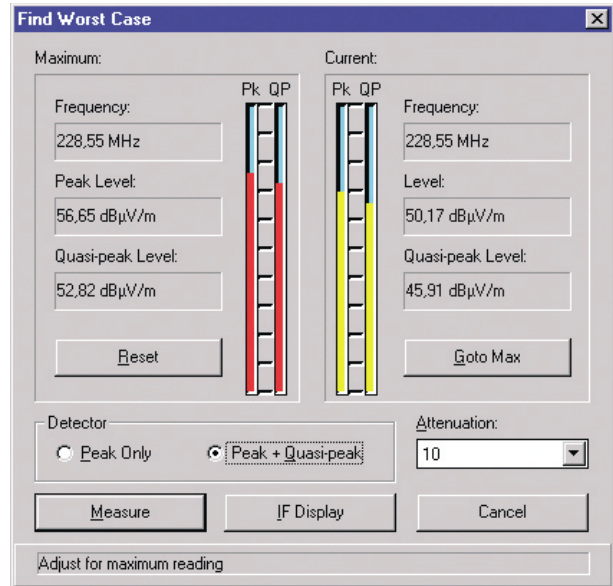 Find Worst Case
Maximum:
Pk QP
Frequency:
228,55 MHz
Peak Level:
56,65 dBµV/m
Quasi-peak Level:
52,82 dBµV/m
Reset
Current:
Pk QP
Frequency:
228,55 MHz
Level:
50,17 dBµV/m
Quasi-peak Level:
45,91 dBµV/m
Goto Max
Detector
Peak Only
Peak + Quasi-peak
Attenuation:
10
Measure
IF Display
Cancel
Adjust for maximum reading